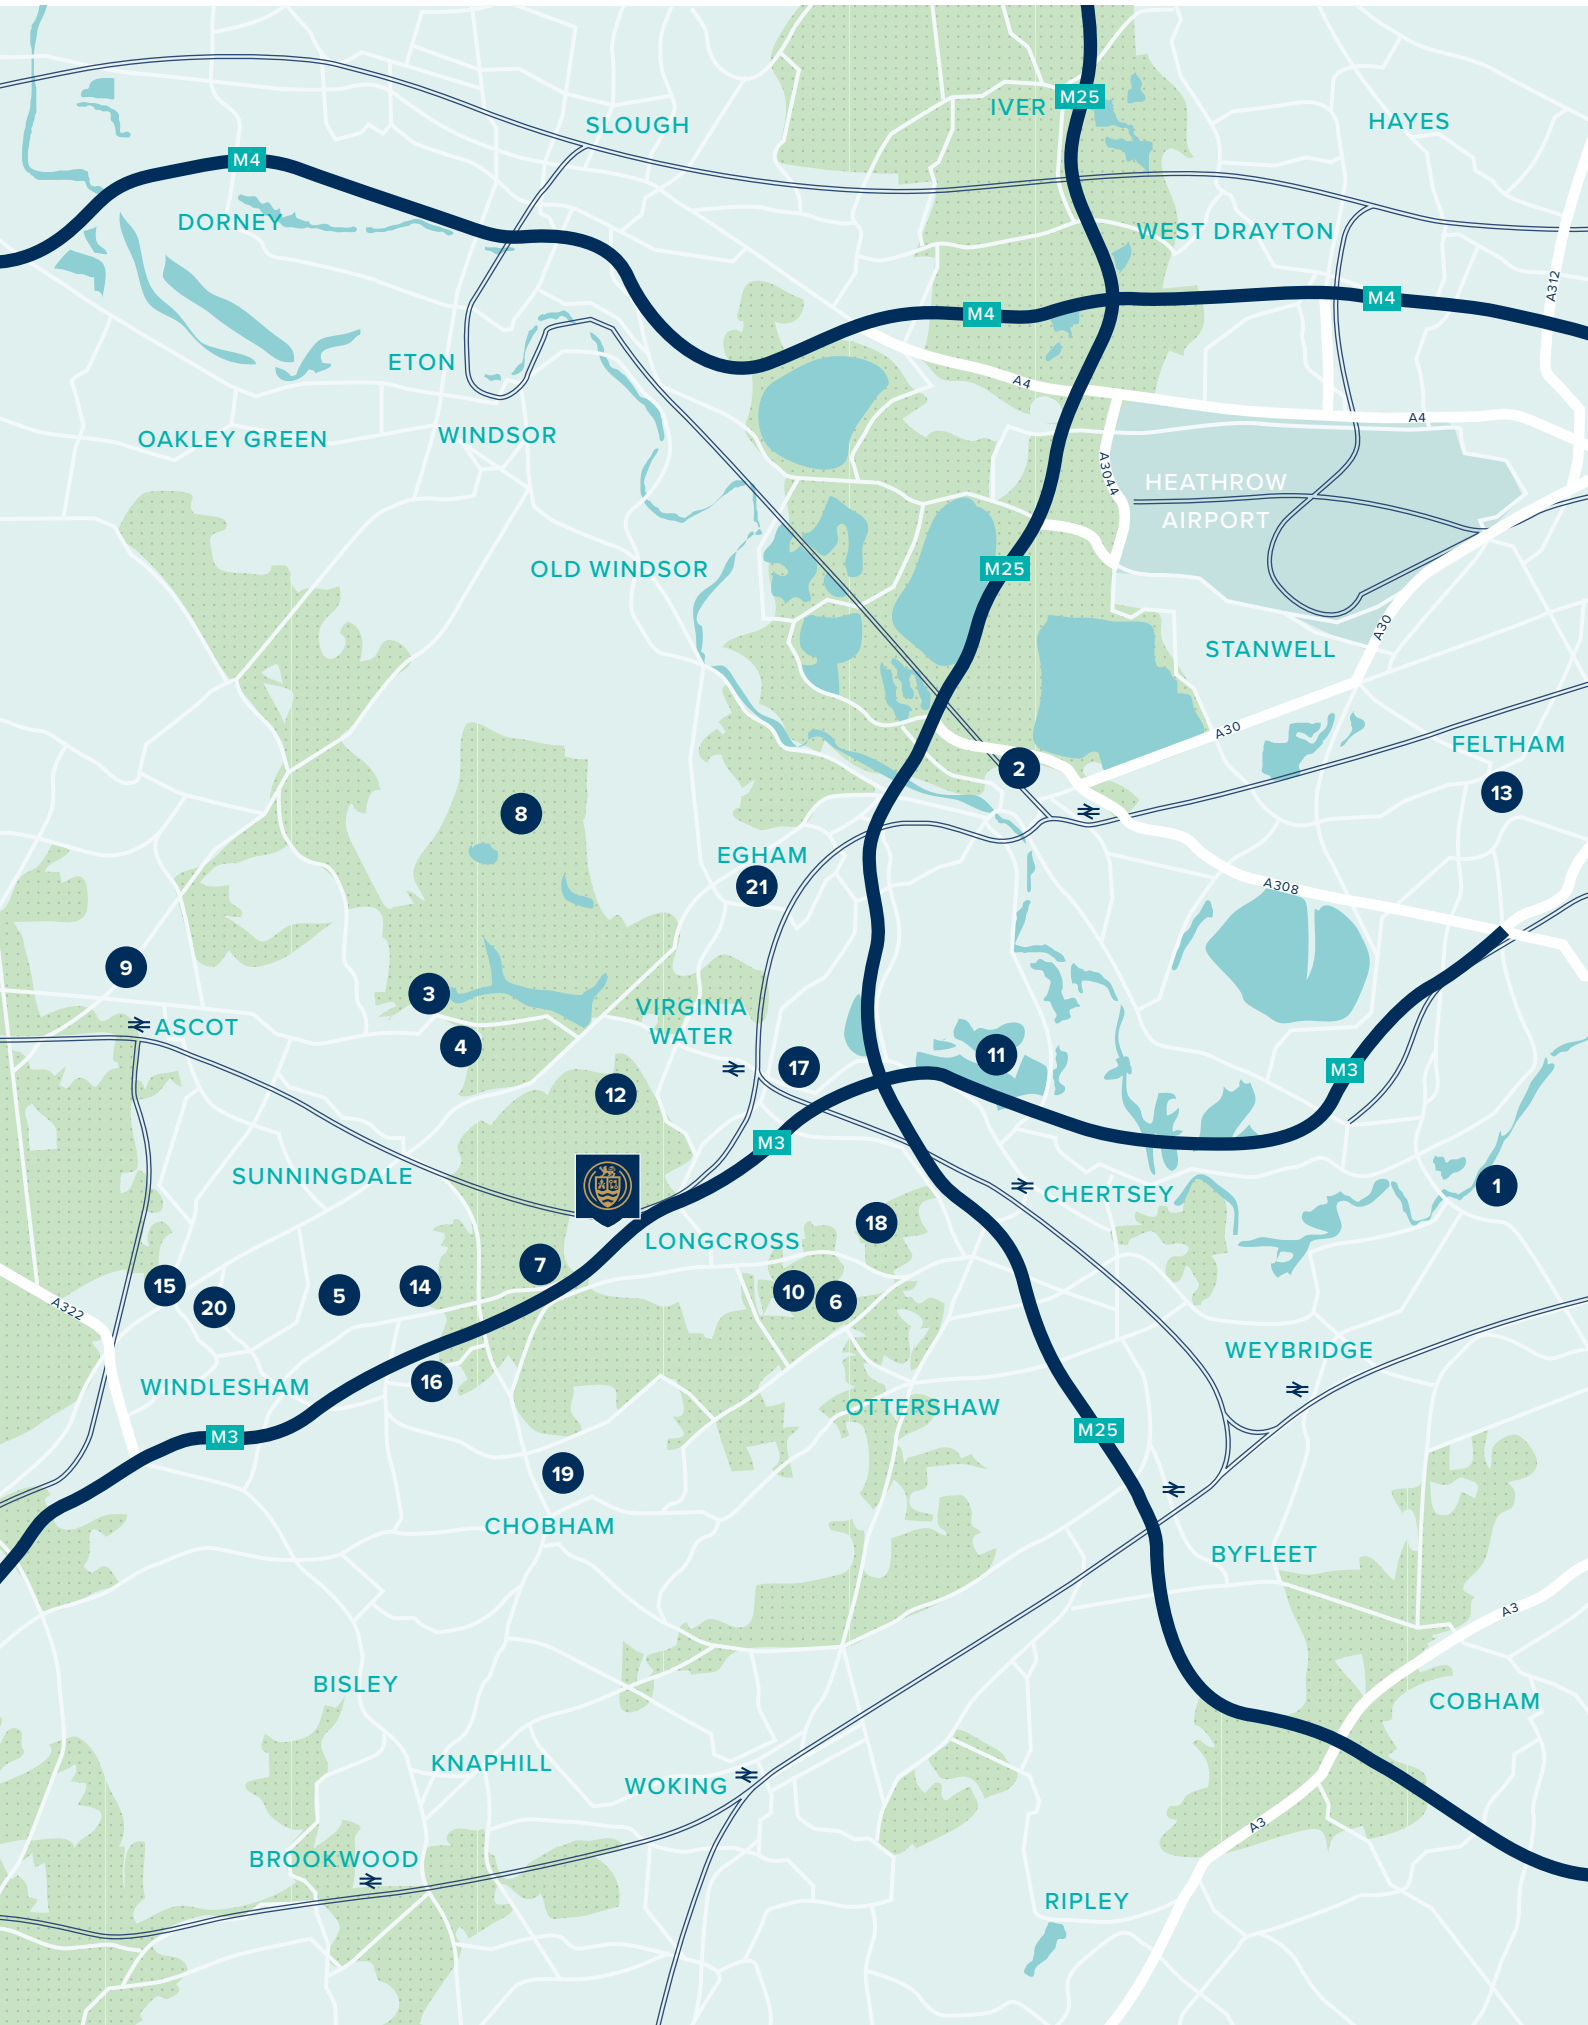 M25
IVER
HAYES
SLOUGH
M4
DORNEY
WEST DRAYTON
A312
M4
M4
ETON
A4
A4
OAKLEY GREEN
WINDSOR
A3044
HEATHROW
AIRPORT
OLD WINDSOR
M25
A30
STANWELL
A30
FELTHAM
2
13
8
EGHAM
21
A308
9
3
VIRGINIA
WATER
ASCOT
4
11
17
M3
12
M3
SUNNINGDALE
CHERTSEY
1
18
LONGCROSS
7
15
20
5
14
10
6
A322
WEYBRIDGE
16
WINDLESHAM
OTTERSHAW
M3
M25
19
CHOBHAM
BYFLEET
A3
BISLEY
COBHAM
KNAPHILL
WOKING
A3
BROOKWOOD
RIPLEY